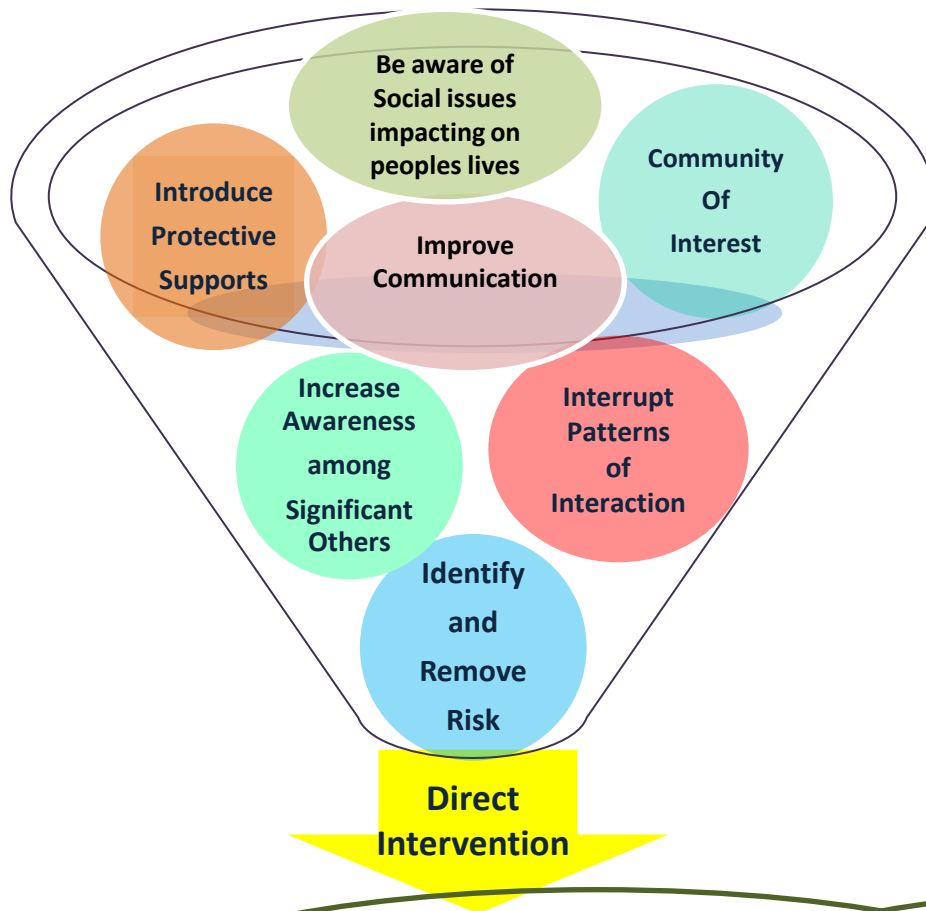 Be aware of
Social issues
impacting on
peoples lives
Introduce
Protective
Supports
Improve
Communication
Community
Of
Interest
Increase
Awareness
among
Significant
Others
Interrupt
Patterns
of
Interaction
Identify
and
Remove
Risk
Direct
Intervention